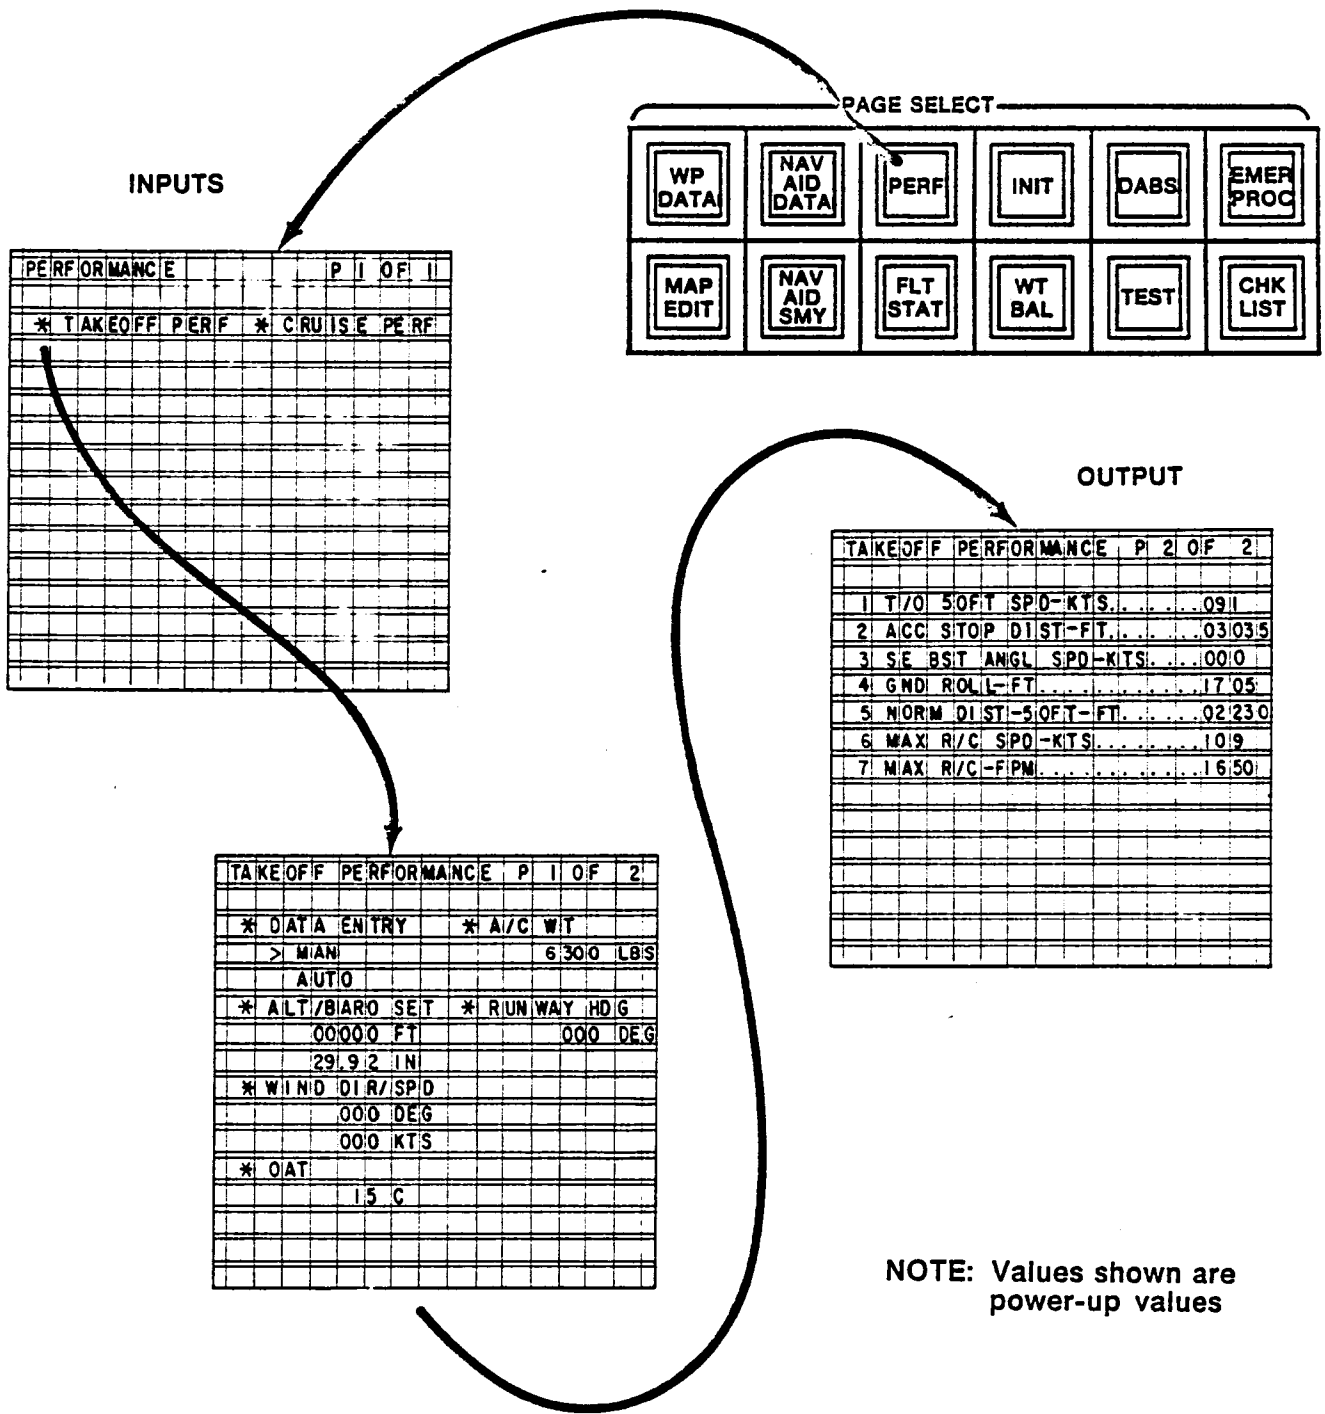 PAGE SELECT
WP DATA
NAV AID DATA
PERF
INIT
DABS
EMER PROC
MAP EDIT
NAV AID SMY
FLT STAT
WT BAL
TEST
CHK LIST
INPUTS
PERFORMANCE P 1 OF 1
* TAKEOFF PERF * CRUISE PERF
OUTPUT
TAKEOFF PERFORMANCE P 2 OF 2
1 T/O 50FT SPD-KTS.......091
2 ACC STOP DIST-FT.......03035
3 SE BST ANGL SPD-KTS....000
4 GND ROLL-FT............1705
5 NORM DIST-50FT-FT......02230
6 MAX R/C SPD-KTS........109
7 MAX R/C-FPM............1650
TAKEOFF PERFORMANCE P 1 OF 2
* DATA ENTRY * A/C WT
> MAN 6300 LBS
AUTO
* ALT/BARO SET * RUNWAY HDG
00000 FT 000 DEG
29.92 IN
* WIND DIR/SPD
000 DEG
000 KTS
* OAT
15 C
NOTE: Values shown are
power-up values